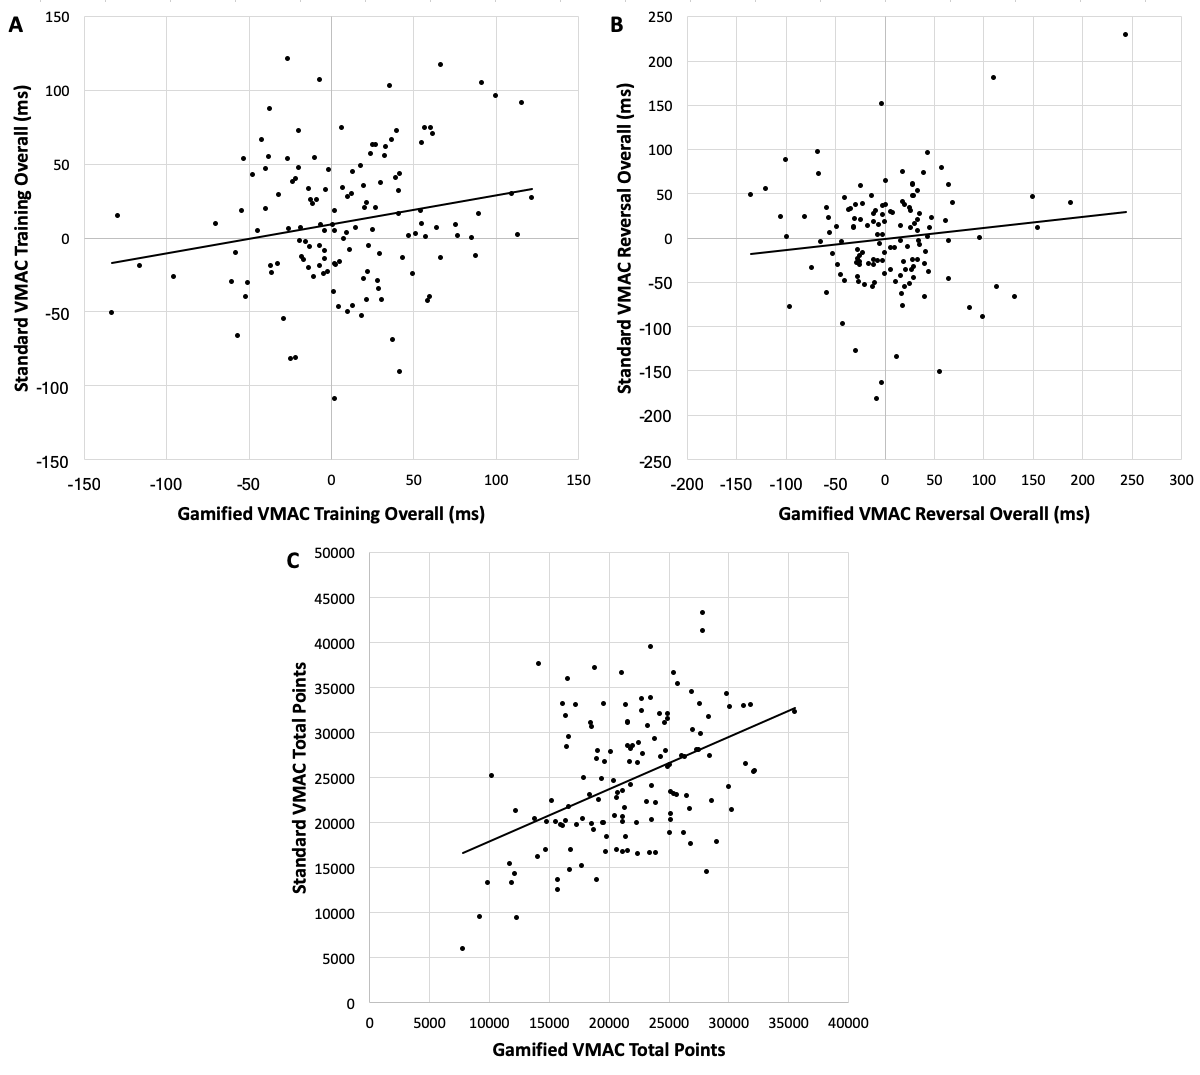 A
150
100
50
0
-50
-100
-150
-150 -100 -50 0 50 100 150
Standard VMAC Training Overall (ms)
Gamified VMAC Training Overall (ms)
B
250
200
150
100
50
0
-50
-100
-150
-200
-250
-200 -150 -100 -50 0 50 100 150 200 250 300
Standard VMAC Reversal Overall (ms)
Gamified VMAC Reversal Overall (ms)
C
50000
45000
40000
35000
30000
25000
20000
15000
10000
5000
0
0 5000 10000 15000 20000 25000 30000 35000 40000
Standard VMAC Total Points
Gamified VMAC Total Points